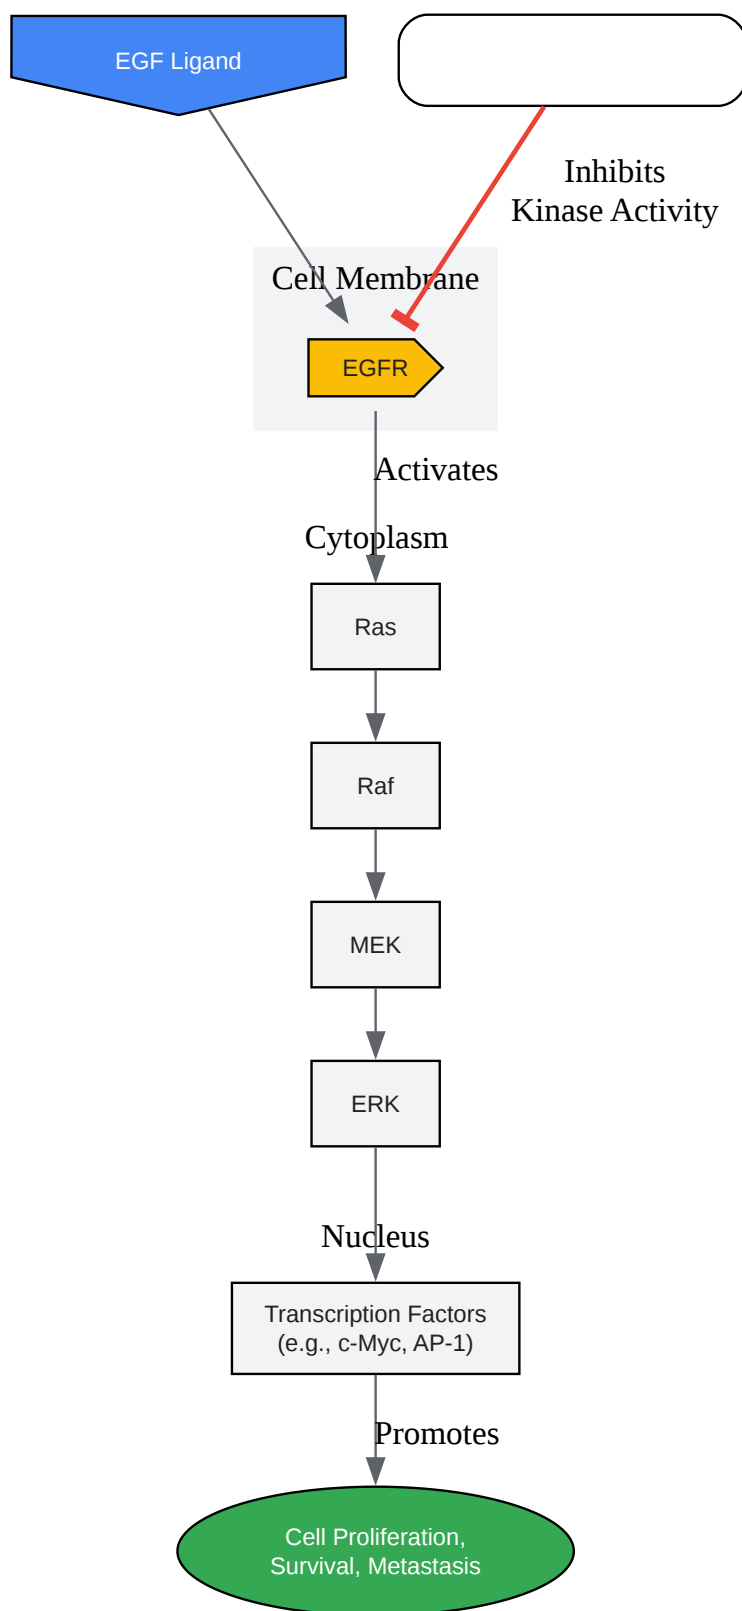 EGF Ligand
Inhibits
Kinase Activity
Cell Membrane
EGFR
Activates
Cytoplasm
Ras
Raf
MEK
ERK
Nucleus
Transcription Factors
(e.g., c-Myc, AP-1)
Promotes
Cell Proliferation,
Survival, Metastasis